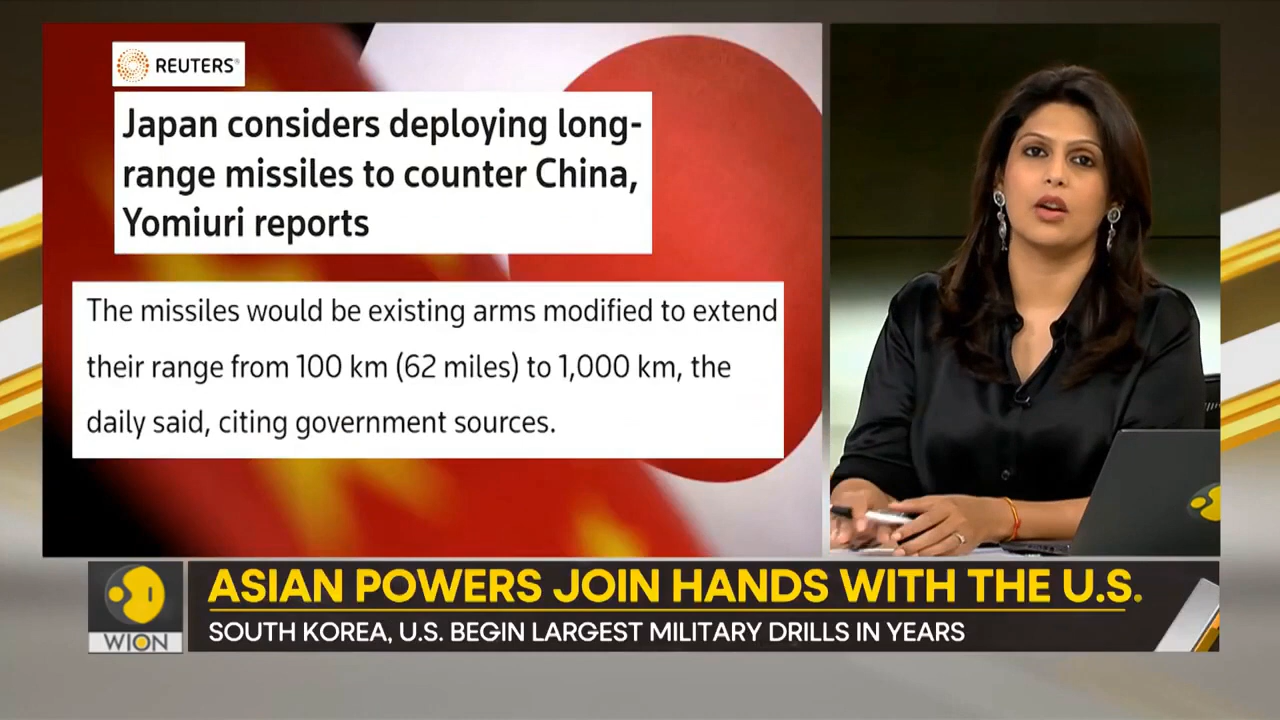 REUTERS
Japan considers deploying long-
range missiles to counter China,
Yomiuri reports
The missiles would be existing arms modified to extend
their range from 100 km (62 miles) to 1,000 km, the
daily said, citing government sources.
ASIAN POWERS JOIN HANDS WITH THE U.S.
SOUTH KOREA, U.S. BEGIN LARGEST MILITARY DRILLS IN YEARS
WION